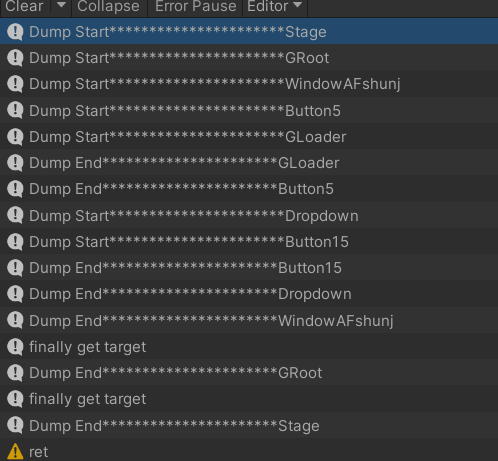 Clear Collapse Error Pause Editor
Dump Start**********************Stage
Dump Start**********************GRoot
Dump Start**********************WindowAFshunj
Dump Start**********************Button5
Dump Start**********************GLoader
Dump End**********************GLoader
Dump End**********************Button5
Dump Start**********************Dropdown
Dump Start**********************Button15
Dump End**********************Button15
Dump End**********************Dropdown
Dump End**********************WindowAFshunj
finally get target
Dump End**********************GRoot
finally get target
Dump End**********************Stage
ret